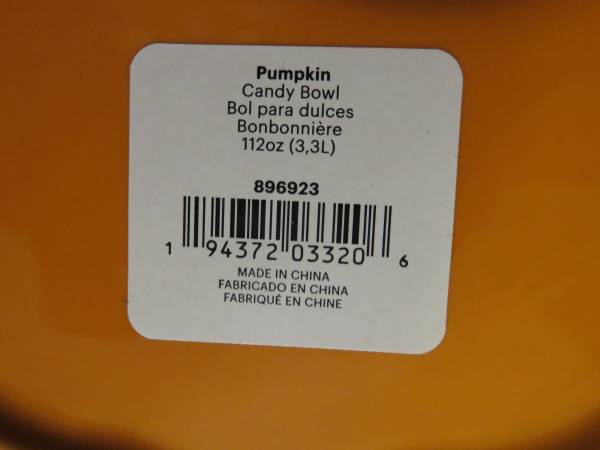 Pumpkin
Candy Bowl
Bol para dulces
Bonbonnière
112oz (3,3L)
896923
1 94372 03320 6
MADE IN CHINA
FABRICADO EN CHINA
FABRIQUÉ EN CHINE